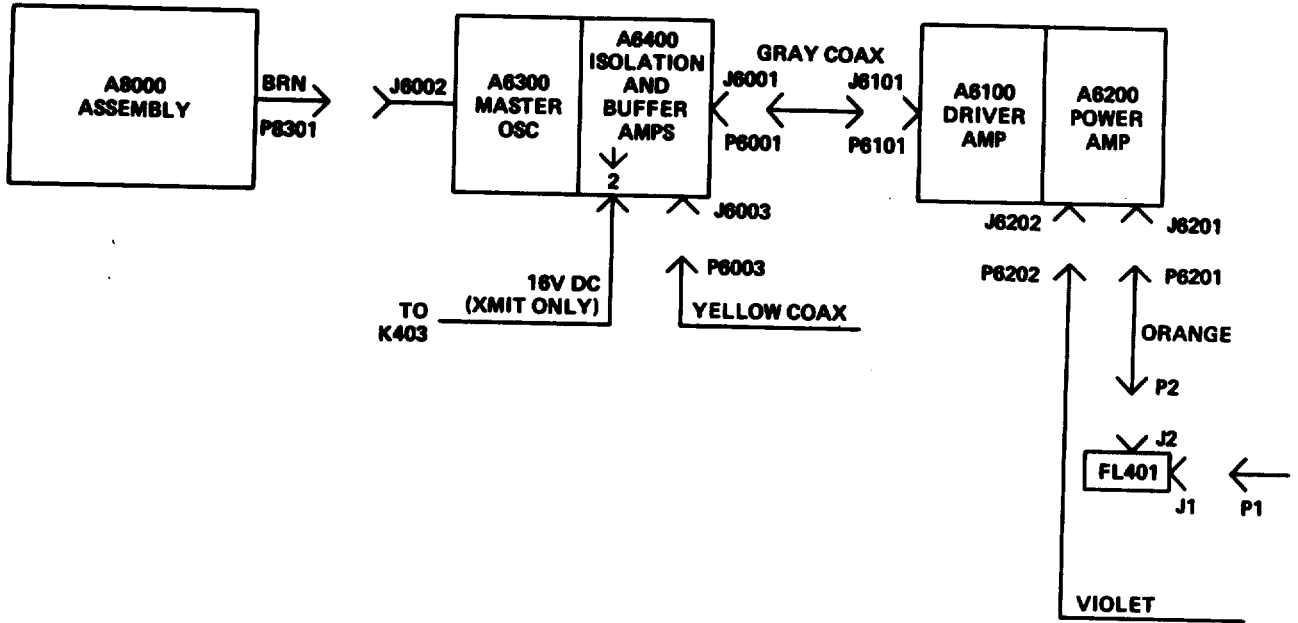 A8000
ASSEMBLY
BRN
P8301
J6002
A6300
MASTER
OSC
A6400
ISOLATION
AND
BUFFER
AMPS
2
GRAY COAX
J6001
J6101
P6001
P6101
A6100
DRIVER
AMP
A6200
POWER
AMP
J6003
P6003
16V DC
(XMIT ONLY)
TO
K403
YELLOW COAX
J6202
J6201
P6202
P6201
ORANGE
P2
J2
FL401
J1
P1
VIOLET